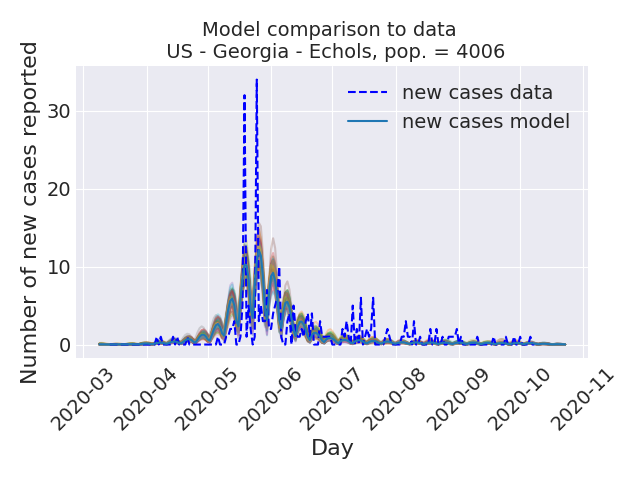 Model comparison to data
US - Georgia - Echols, pop. = 4006
Number of new cases reported
30
20
10
0
new cases data
new cases model
2020-03
2020-04
2020-05
2020-06
2020-07
2020-08
2020-09
2020-10
2020-11
Day